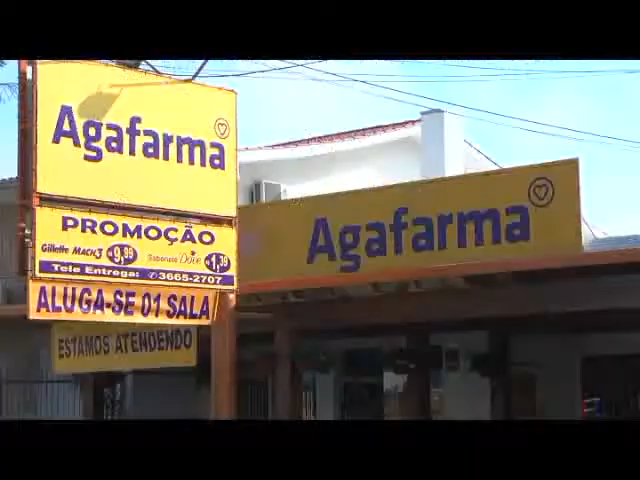 Agafarma
PROMOÇÃO
Gillette MACH3 R$ 9,99 Sabonete Dove R$ 1,39
Tele Entrega: 3665-2707
ALUGA-SE 01 SALA
ESTAMOS ATENDENDO
Agafarma